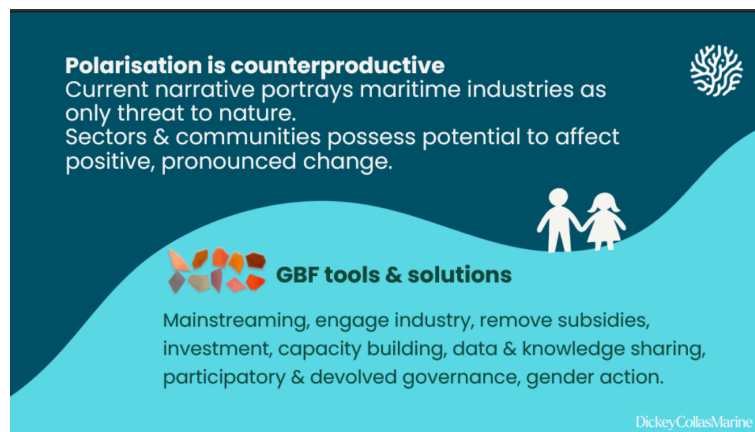 Polarisation is counterproductive
Current narrative portrays maritime industries as
only threat to nature.
Sectors & communities possess potential to affect
positive, pronounced change.
GBF tools & solutions
Mainstreaming, engage industry, remove subsidies,
investment, capacity building, data & knowledge sharing,
participatory & devolved governance, gender action.
DickeyCollasMarine